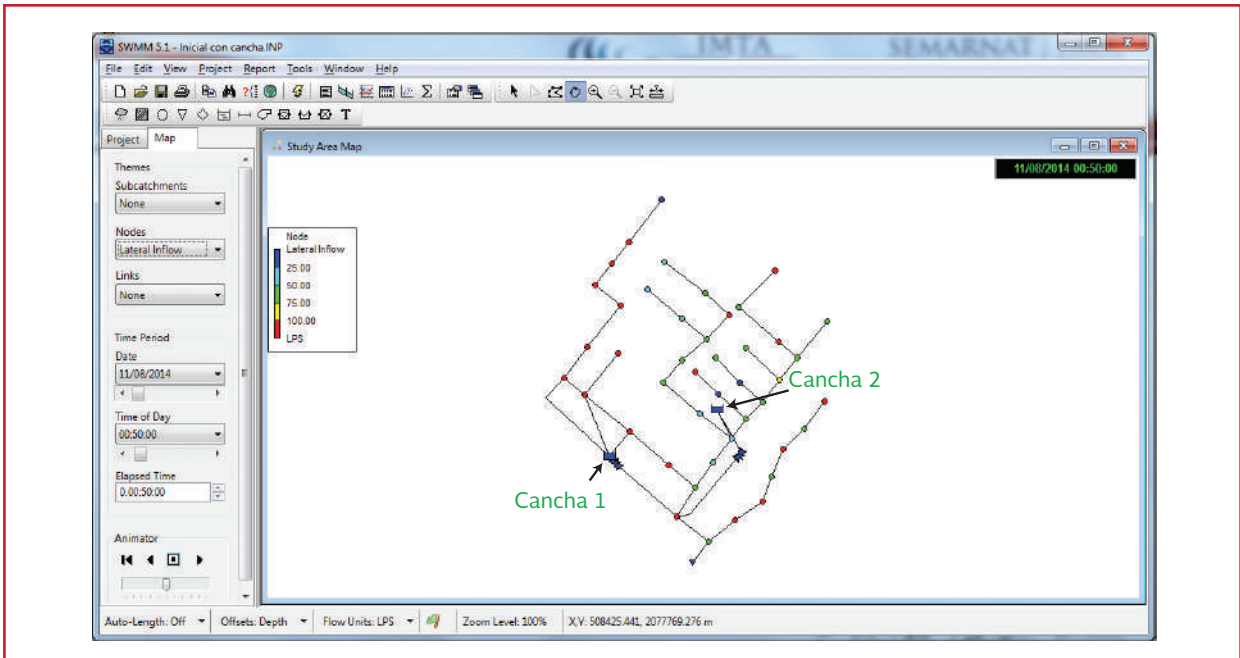 SWMM 5.1 - Inicial con cancha.INP
IMTA SEMARNAT
File Edit View Project Report Tools Window Help
Project Map
Themes
Subcatchments
None
Nodes
Lateral Inflow
Links
None
Time Period
Date
11/08/2014
Time of Day
00:50:00
Elapsed Time
0.00:50:00
Animator
Study Area Map
11/08/2014 00:50:00
Node
Lateral Inflow
25.00
50.00
75.00
100.00
LPS
Cancha 2
Cancha 1
Auto-Length: Off Offsets: Depth Flow Units: LPS Zoom Level: 100% X,Y: 508425.441, 2077769.276 m